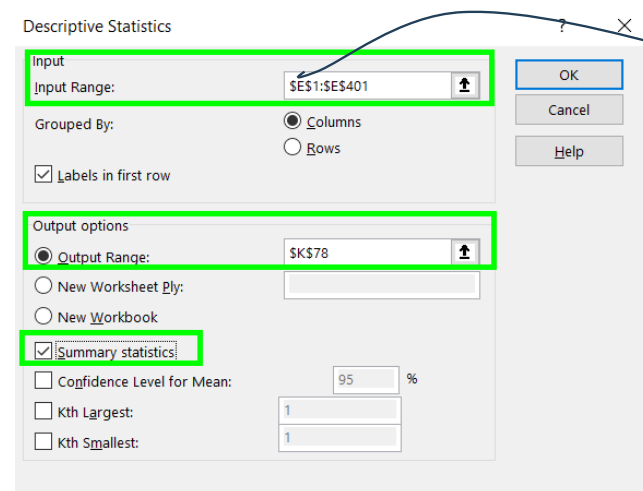 Descriptive Statistics ?
Input
Input Range: $E$1:$E$401
OK
Grouped By: Columns
Cancel
Rows
Help
Labels in first row
Output options
Output Range: $K$78
New Worksheet Ply:
New Workbook
Summary statistics
Confidence Level for Mean: 95 %
Kth Largest: 1
Kth Smallest: 1